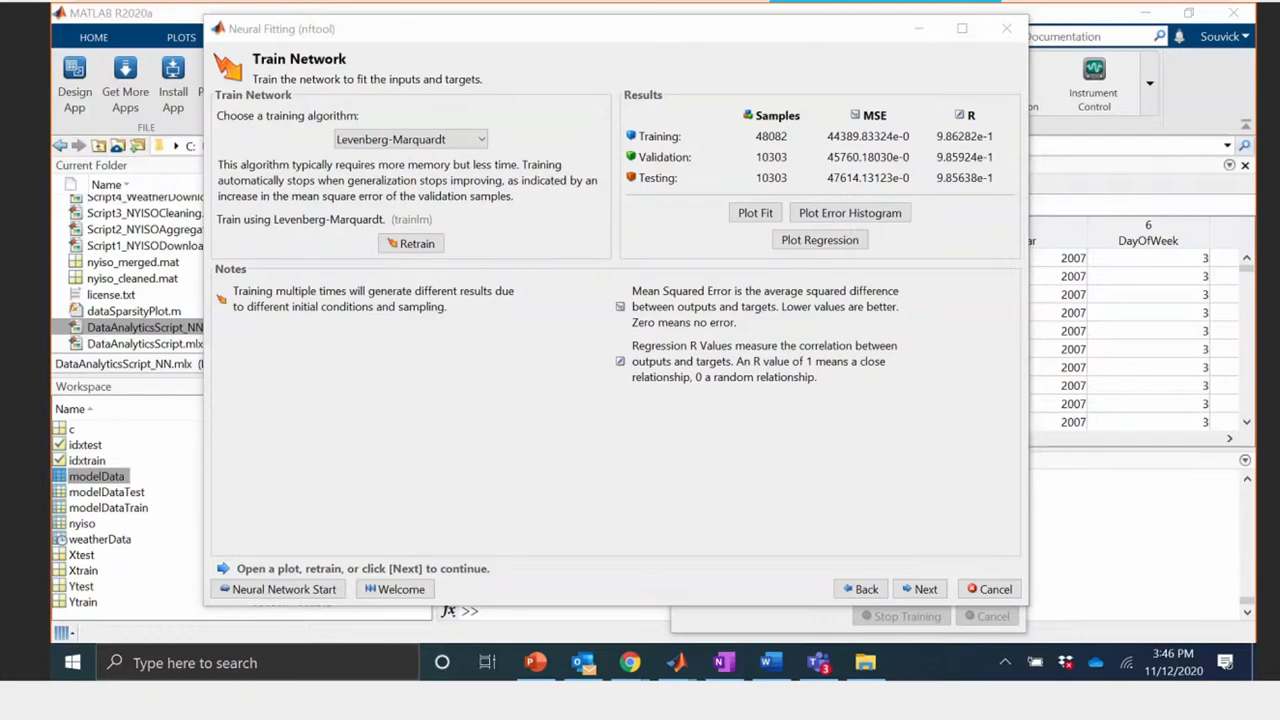 MATLAB R2020a
HOME
PLOTS
Documentation
Souvick
Design App
Get More Apps
Install App
FILE
Instrument Control
C:
Current Folder
Name
Script4_WeatherDownlo
Script3_NYISOCleaning.
Script2_NYISOAggrega
Script1_NYISODownloa
nyiso_merged.mat
nyiso_cleaned.mat
license.txt
dataSparsityPlot.m
DataAnalyticsScript_NN
DataAnalyticsScript.mlx
DataAnalyticsScript_NN.mlx (
Workspace
Name
c
idxtest
idxtrain
modelData
modelDataTest
modelDataTrain
nyiso
weatherData
Xtest
Xtrain
Ytest
Ytrain
Neural Fitting (nftool)
Train Network
Train the network to fit the inputs and targets.
Train Network
Choose a training algorithm:
Levenberg-Marquardt
This algorithm typically requires more memory but less time. Training
automatically stops when generalization stops improving, as indicated by an
increase in the mean square error of the validation samples.
Train using Levenberg-Marquardt. (trainlm)
Retrain
Notes
Training multiple times will generate different results due
to different initial conditions and sampling.
Results
Samples MSE R
Training: 48082 44389.83324e-0 9.86282e-1
Validation: 10303 45760.18030e-0 9.85924e-1
Testing: 10303 47614.13123e-0 9.85638e-1
Plot Fit Plot Error Histogram
Plot Regression
Mean Squared Error is the average squared difference
between outputs and targets. Lower values are better.
Zero means no error.
Regression R Values measure the correlation between
outputs and targets. An R value of 1 means a close
relationship, 0 a random relationship.
Open a plot, retrain, or click [Next] to continue.
Neural Network Start Welcome Back Next Cancel
6
ar DayOfWeek
2007 3
2007 3
2007 3
2007 3
2007 3
2007 3
2007 3
2007 3
2007 3
2007 3
fx >>
Stop Training Cancel
Type here to search
3
3:46 PM
11/12/2020